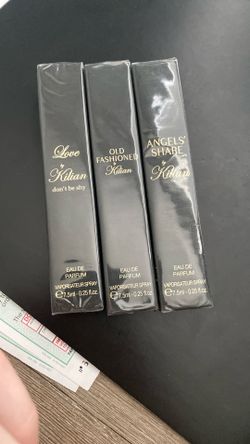 Love
by
Kilian
don't be shy
EAU DE
PARFUM
VAPORISATEUR SPRAY
℮7.5ml - 0.25 fl.oz
OLD
FASHIONED
by Kilian
EAU DE
PARFUM
VAPORISATEUR SPRAY
℮7.5ml - 0.25 fl.oz
ANGELS'
SHARE
by
Kilian
EAU DE
PARFUM
VAPORISATEUR SPRAY
℮7.5ml - 0.25 fl.oz